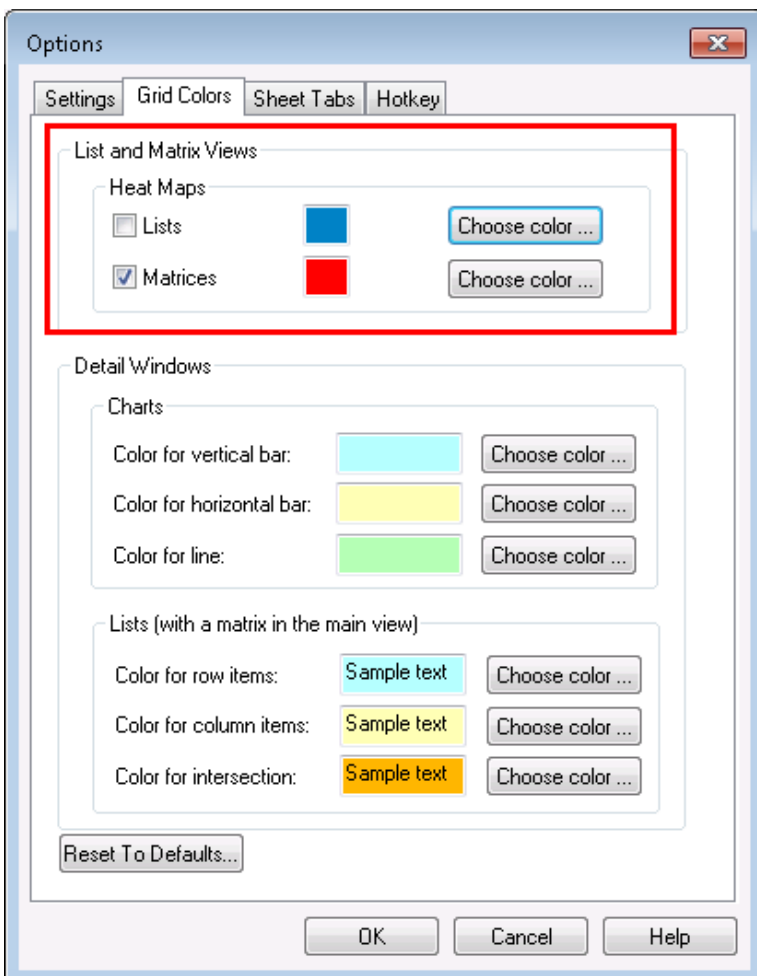 Options
Settings Grid Colors Sheet Tabs Hotkey
List and Matrix Views
Heat Maps
Lists Choose color ...
Matrices Choose color ...
Detail Windows
Charts
Color for vertical bar: Choose color ...
Color for horizontal bar: Choose color ...
Color for line: Choose color ...
Lists (with a matrix in the main view)
Color for row items: Sample text Choose color ...
Color for column items: Sample text Choose color ...
Color for intersection: Sample text Choose color ...
Reset To Defaults...
OK Cancel Help